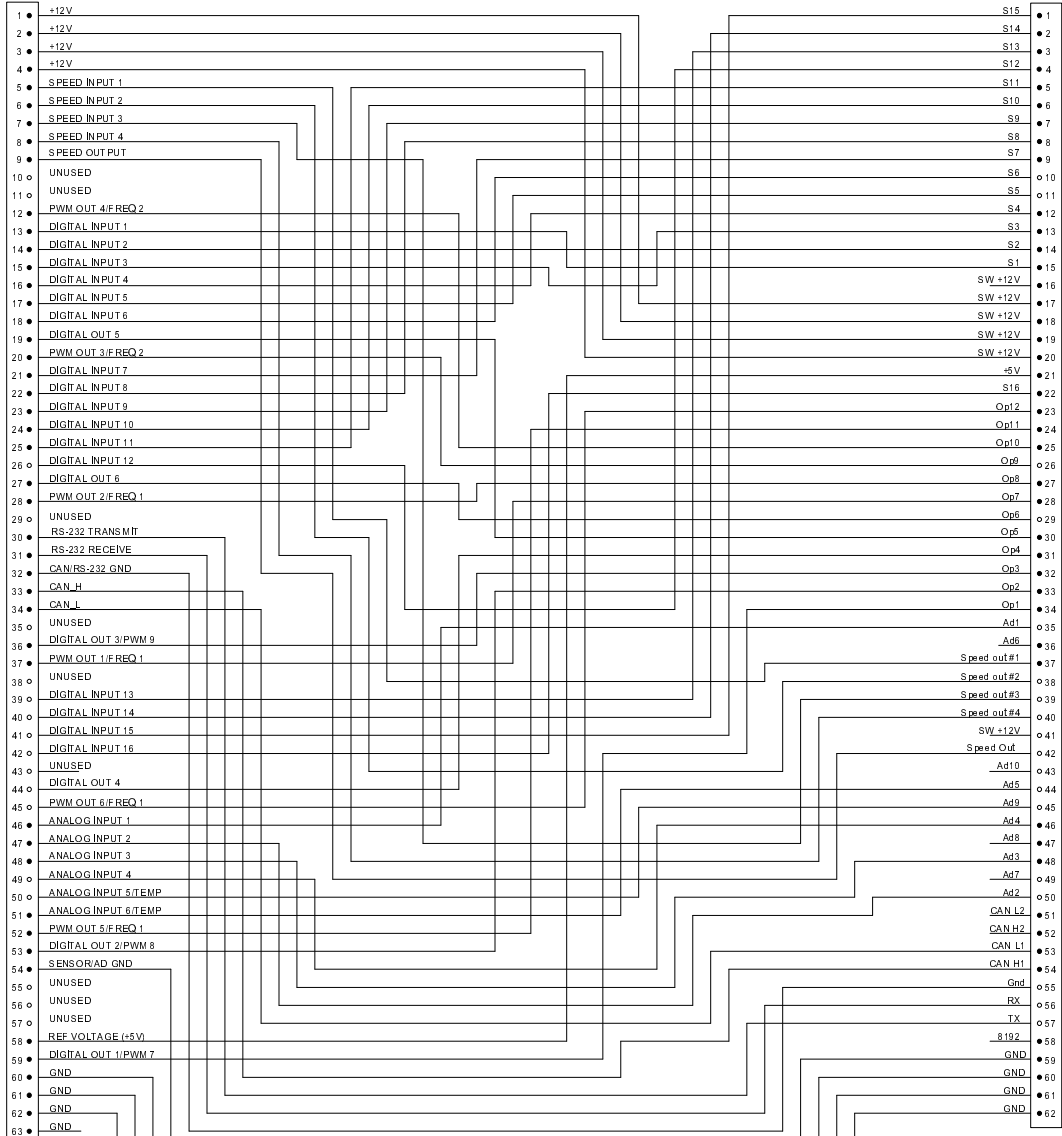 1 +12V
2 +12V
3 +12V
4 +12V
5 SPEED INPUT 1
6 SPEED INPUT 2
7 SPEED INPUT 3
8 SPEED INPUT 4
9 SPEED OUTPUT
10 UNUSED
11 UNUSED
12 PWM OUT 4/FREQ2
13 DIGITAL INPUT 1
14 DIGITAL INPUT 2
15 DIGITAL INPUT 3
16 DIGITAL INPUT 4
17 DIGITAL INPUT 5
18 DIGITAL INPUT 6
19 DIGITAL OUT 5
20 PWM OUT 3/FREQ2
21 DIGITAL INPUT 7
22 DIGITAL INPUT 8
23 DIGITAL INPUT 9
24 DIGITAL INPUT 10
25 DIGITAL INPUT 11
26 DIGITAL INPUT 12
27 DIGITAL OUT 6
28 PWM OUT 2/FREQ1
29 UNUSED
30 RS-232 TRANSMIT
31 RS-232 RECEIVE
32 CAN/RS-232 GND
33 CAN_H
34 CAN_L
35 UNUSED
36 DIGITAL OUT 3/PWM9
37 PWM OUT 1/FREQ1
38 UNUSED
39 DIGITAL INPUT 13
40 DIGITAL INPUT 14
41 DIGITAL INPUT 15
42 DIGITAL INPUT 16
43 UNUSED
44 DIGITAL OUT 4
45 PWM OUT 6/FREQ1
46 ANALOG INPUT 1
47 ANALOG INPUT 2
48 ANALOG INPUT 3
49 ANALOG INPUT 4
50 ANALOG INPUT 5/TEMP
51 ANALOG INPUT 6/TEMP
52 PWM OUT 5/FREQ1
53 DIGITAL OUT 2/PWM8
54 SENSOR/AD GND
55 UNUSED
56 UNUSED
57 UNUSED
58 REF VOLTAGE (+5V)
59 DIGITAL OUT 1/PWM7
60 GND
61 GND
62 GND
63 GND
S15 1
S14 2
S13 3
S12 4
S11 5
S10 6
S9 7
S8 8
S7 9
S6 10
S5 11
S4 12
S3 13
S2 14
S1 15
SW +12V 16
SW +12V 17
SW +12V 18
SW +12V 19
SW +12V 20
+5V 21
S16 22
Op12 23
Op11 24
Op10 25
Op9 26
Op8 27
Op7 28
Op6 29
Op5 30
Op4 31
Op3 32
Op2 33
Op1 34
Ad1 35
Ad6 36
Speed out#1 37
Speed out#2 38
Speed out#3 39
Speed out#4 40
SW +12V 41
Speed Out 42
Ad10 43
Ad5 44
Ad9 45
Ad4 46
Ad8 47
Ad3 48
Ad7 49
Ad2 50
CAN L2 51
CAN H2 52
CAN L1 53
CAN H1 54
Gnd 55
RX 56
TX 57
8192 58
GND 59
GND 60
GND 61
GND 62